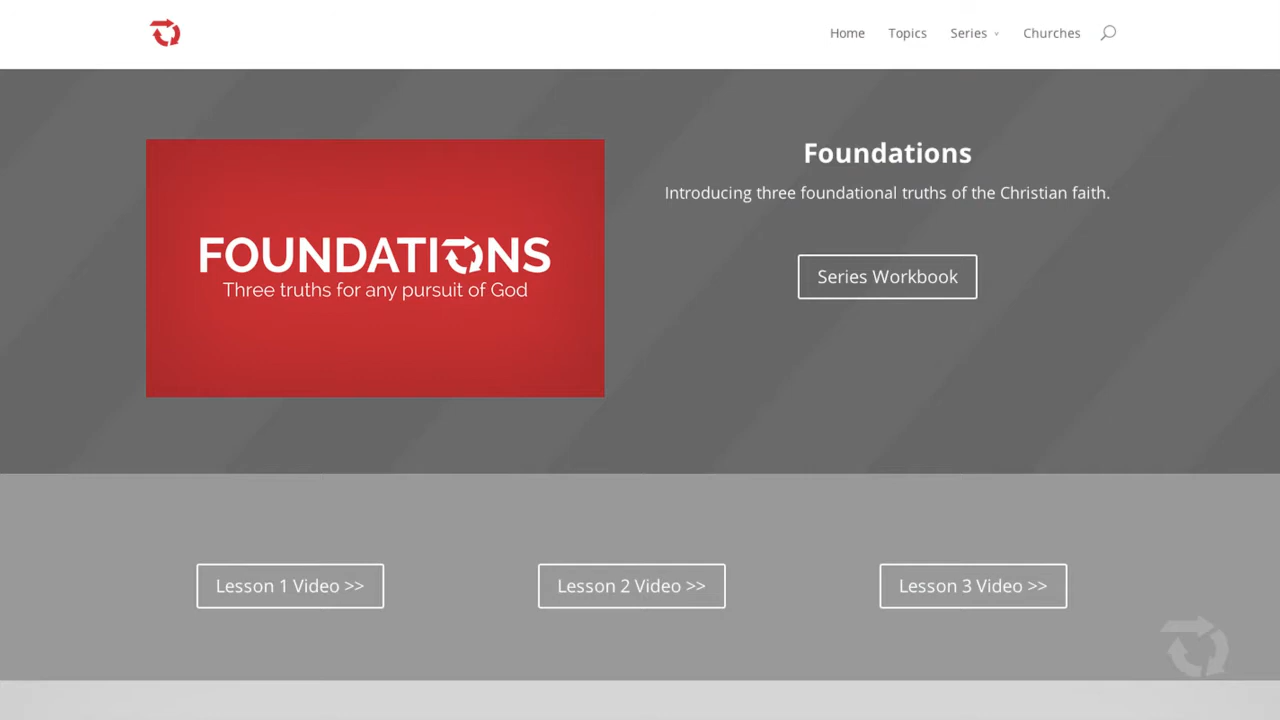 Home
Topics
Series
Churches
FOUNDATIONS
Three truths for any pursuit of God
Foundations
Introducing three foundational truths of the Christian faith.
Series Workbook
Lesson 1 Video >>
Lesson 2 Video >>
Lesson 3 Video >>